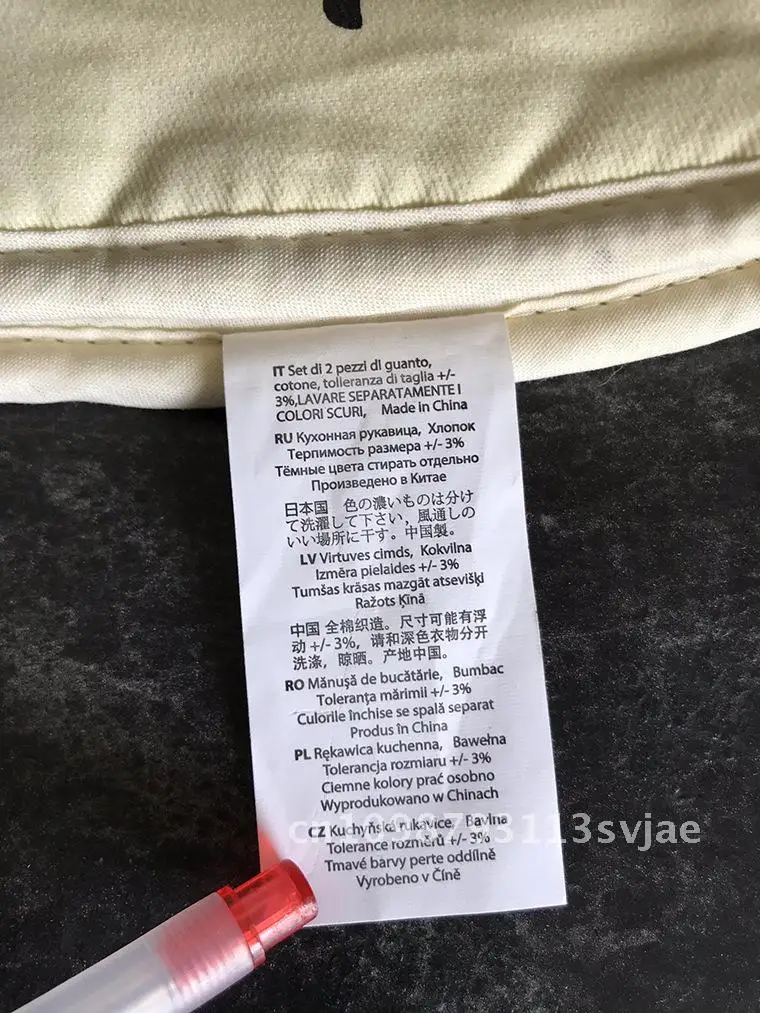 IT Set di 2 pezzi di guanto,
cotone, tolleranza di taglia +/-
3%,LAVARE SEPARATAMENTE I
COLORI SCURI, Made in China
RU Кухонная рукавица, Хлопок
Терпимость размера +/- 3%
Тёмные цвета стирать отдельно
Произведено в Китае
日本国 色の濃いものは分け
て洗濯して下さい,風通しの
いい場所に干す。中国製。
LV Virtuves cimds, Kokvilna
Izmēra pielaides +/- 3%
Tumšas krāsas mazgāt atsevišķi
Ražots Ķīnā
中国 全棉织造。尺寸可能有浮
动 +/- 3%, 请和深色衣物分开
洗涤, 晾晒。产地中国.
RO Mănuşă de bucătărie, Bumbac
Toleranţa mărimii +/- 3%
Culorile închise se spală separat
Produs în China
PL Rękawica kuchenna, Bawełna
Tolerancja rozmiaru +/- 3%
Ciemne kolory prać osobno
Wyprodukowano w Chinach
CZ Kuchyňská rukavice, Bavlna
Tolerance rozměrů +/- 3%
Tmavé barvy perte oddílně
Vyrobeno v Číně